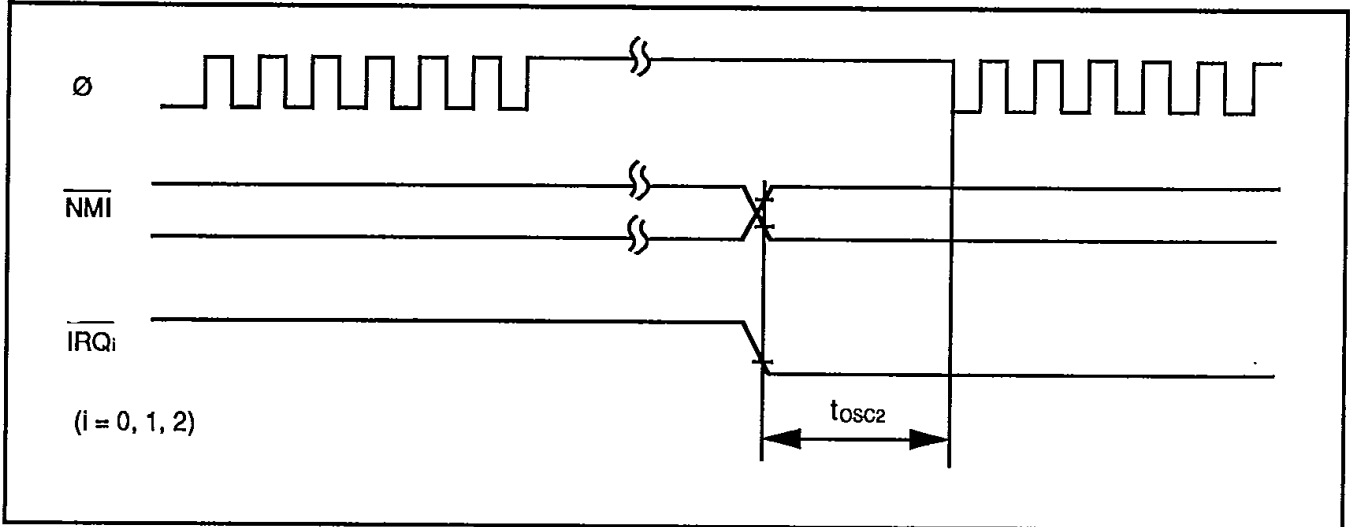 Ø
NMI
IRQi
(i = 0, 1, 2)
tOSC2